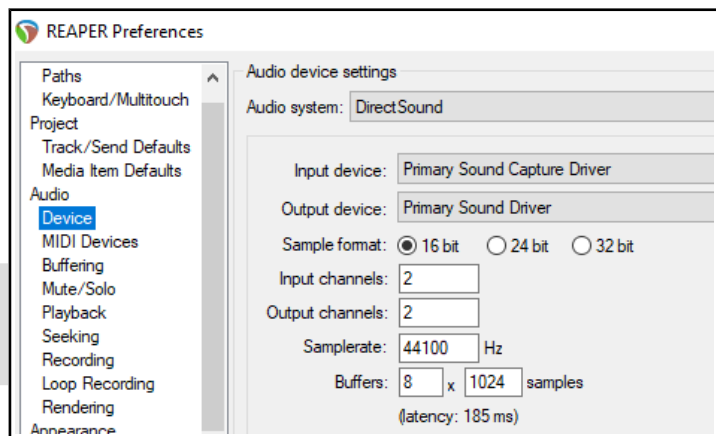 REAPER Preferences
Paths
Keyboard/Multitouch
Project
Track/Send Defaults
Media Item Defaults
Audio
Device
MIDI Devices
Buffering
Mute/Solo
Playback
Seeking
Recording
Loop Recording
Rendering
Appearance
Audio device settings
Audio system: DirectSound
Input device: Primary Sound Capture Driver
Output device: Primary Sound Driver
Sample format: 16 bit 24 bit 32 bit
Input channels: 2
Output channels: 2
Samplerate: 44100 Hz
Buffers: 8 x 1024 samples
(latency: 185 ms)